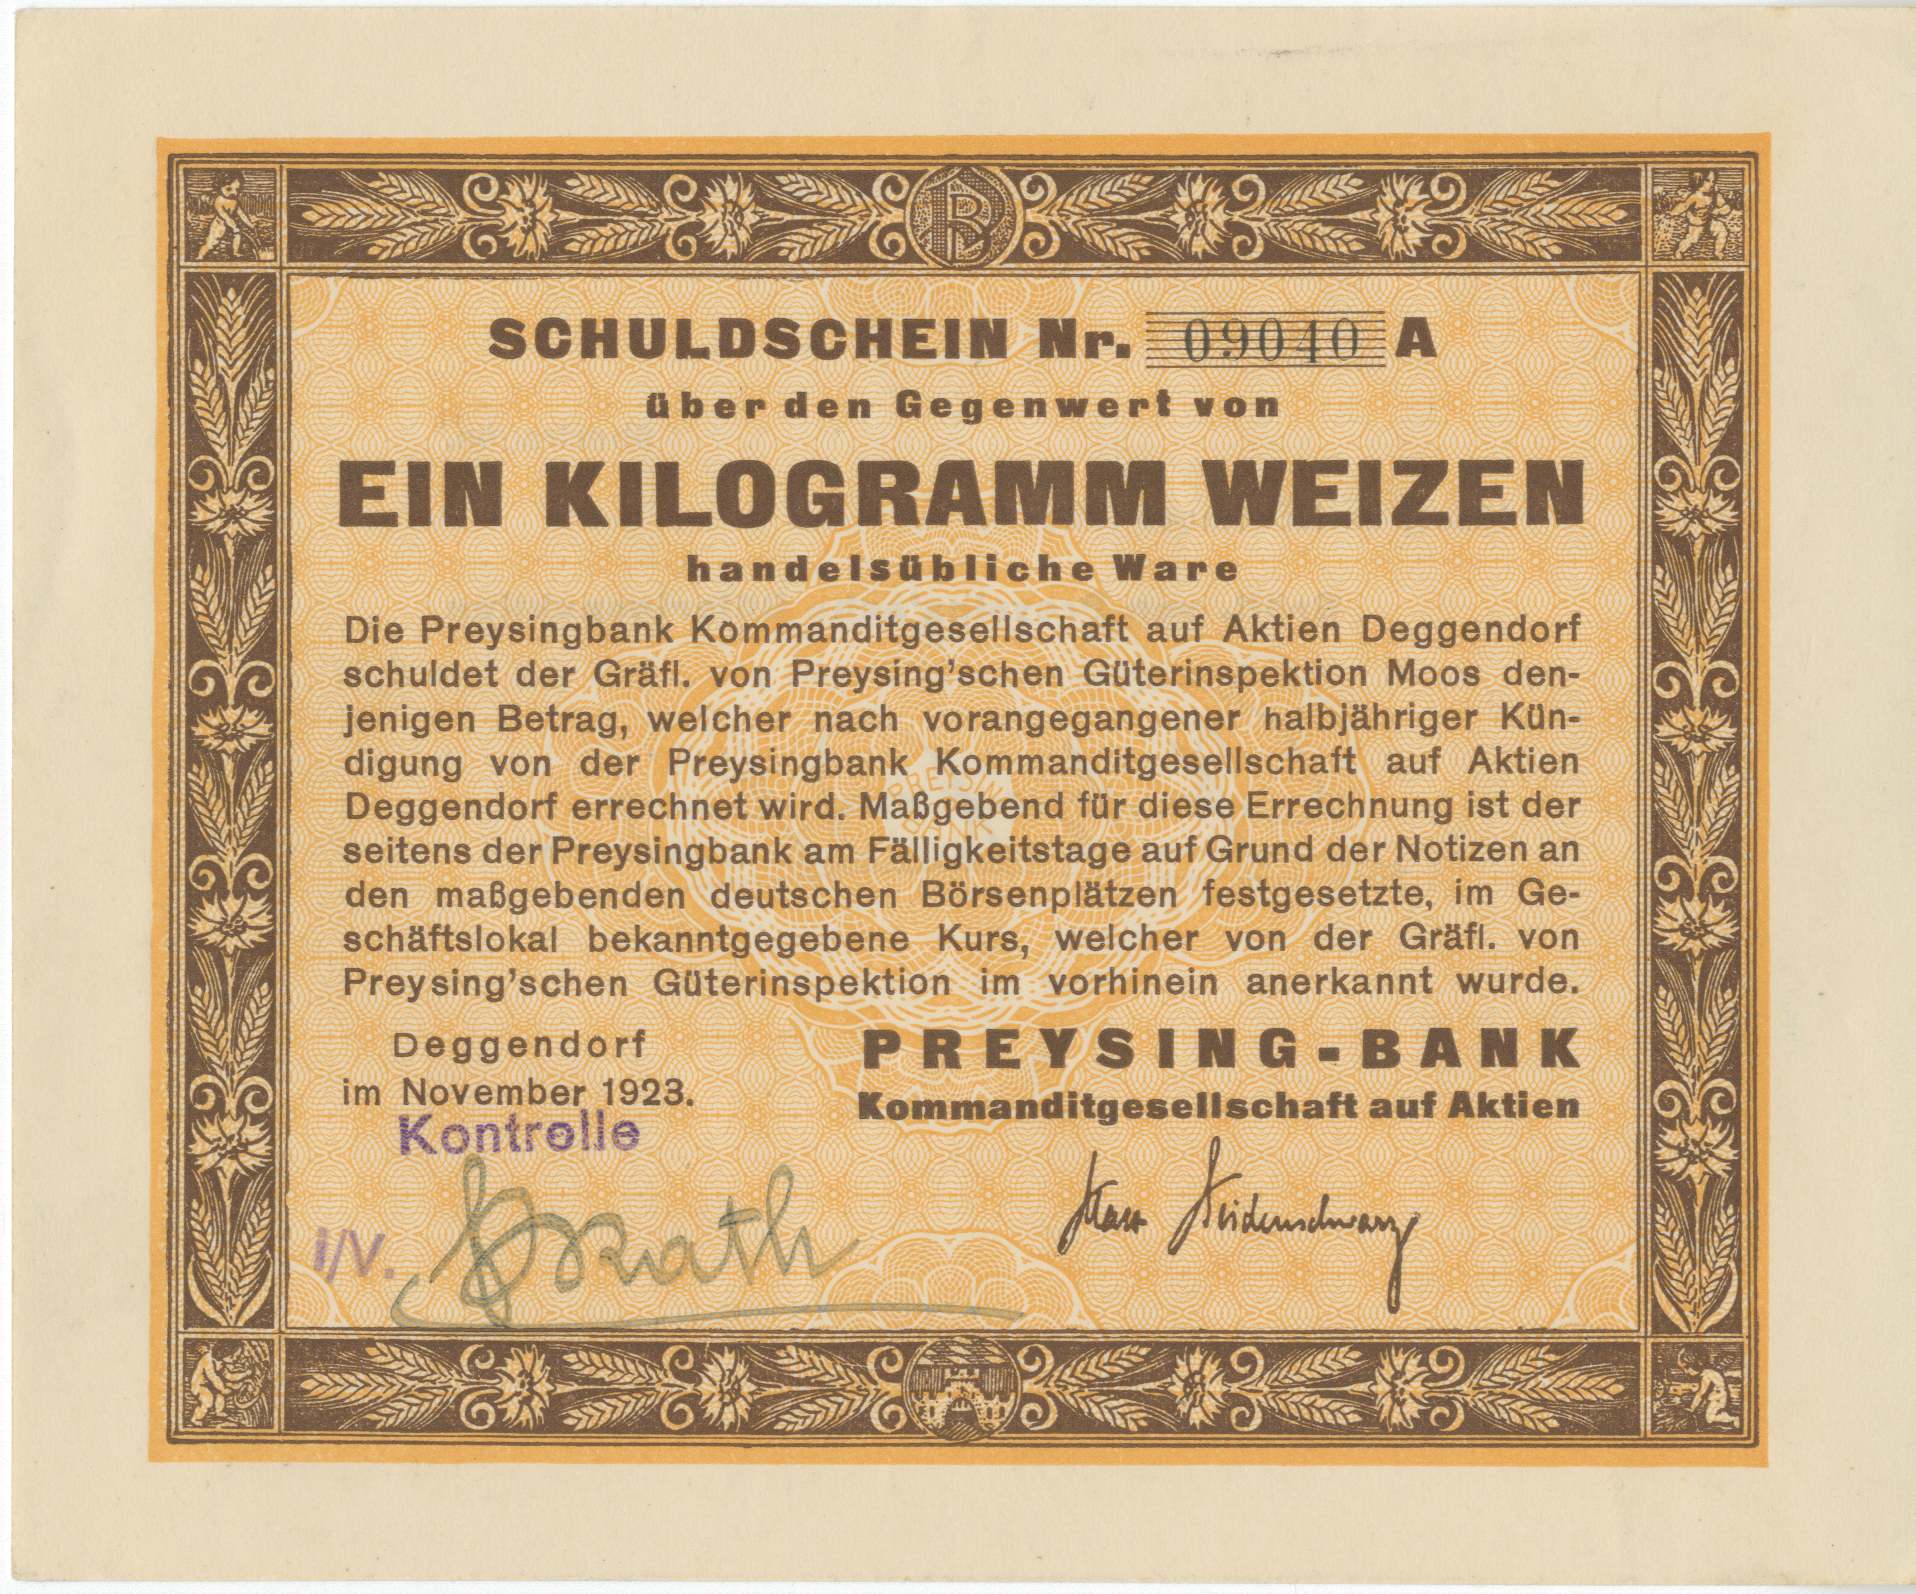 SCHULDSCHEIN Nr. 09040 A
über den Gegenwert von
EIN KILOGRAMM WEIZEN
handelsübliche Ware
Die Preysingbank Kommanditgesellschaft auf Aktien Deggendorf
schuldet der Gräfl. von Preysing'schen Güterinspektion Moos den-
jenigen Betrag, welcher nach vorangegangener halbjähriger Kün-
digung von der Preysingbank Kommanditgesellschaft auf Aktien
Deggendorf errechnet wird. Maßgebend für diese Errechnung ist der
seitens der Preysingbank am Fälligkeitstage auf Grund der Notizen an
den maßgebenden deutschen Börsenplätzen festgesetzte, im Ge-
schäftslokal bekanntgegebene Kurs, welcher von der Gräfl. von
Preysing'schen Güterinspektion im vorhinein anerkannt wurde.
Deggendorf
im November 1923.
PREYSING-BANK
Kommanditgesellschaft auf Aktien
Kontrolle
I/V.